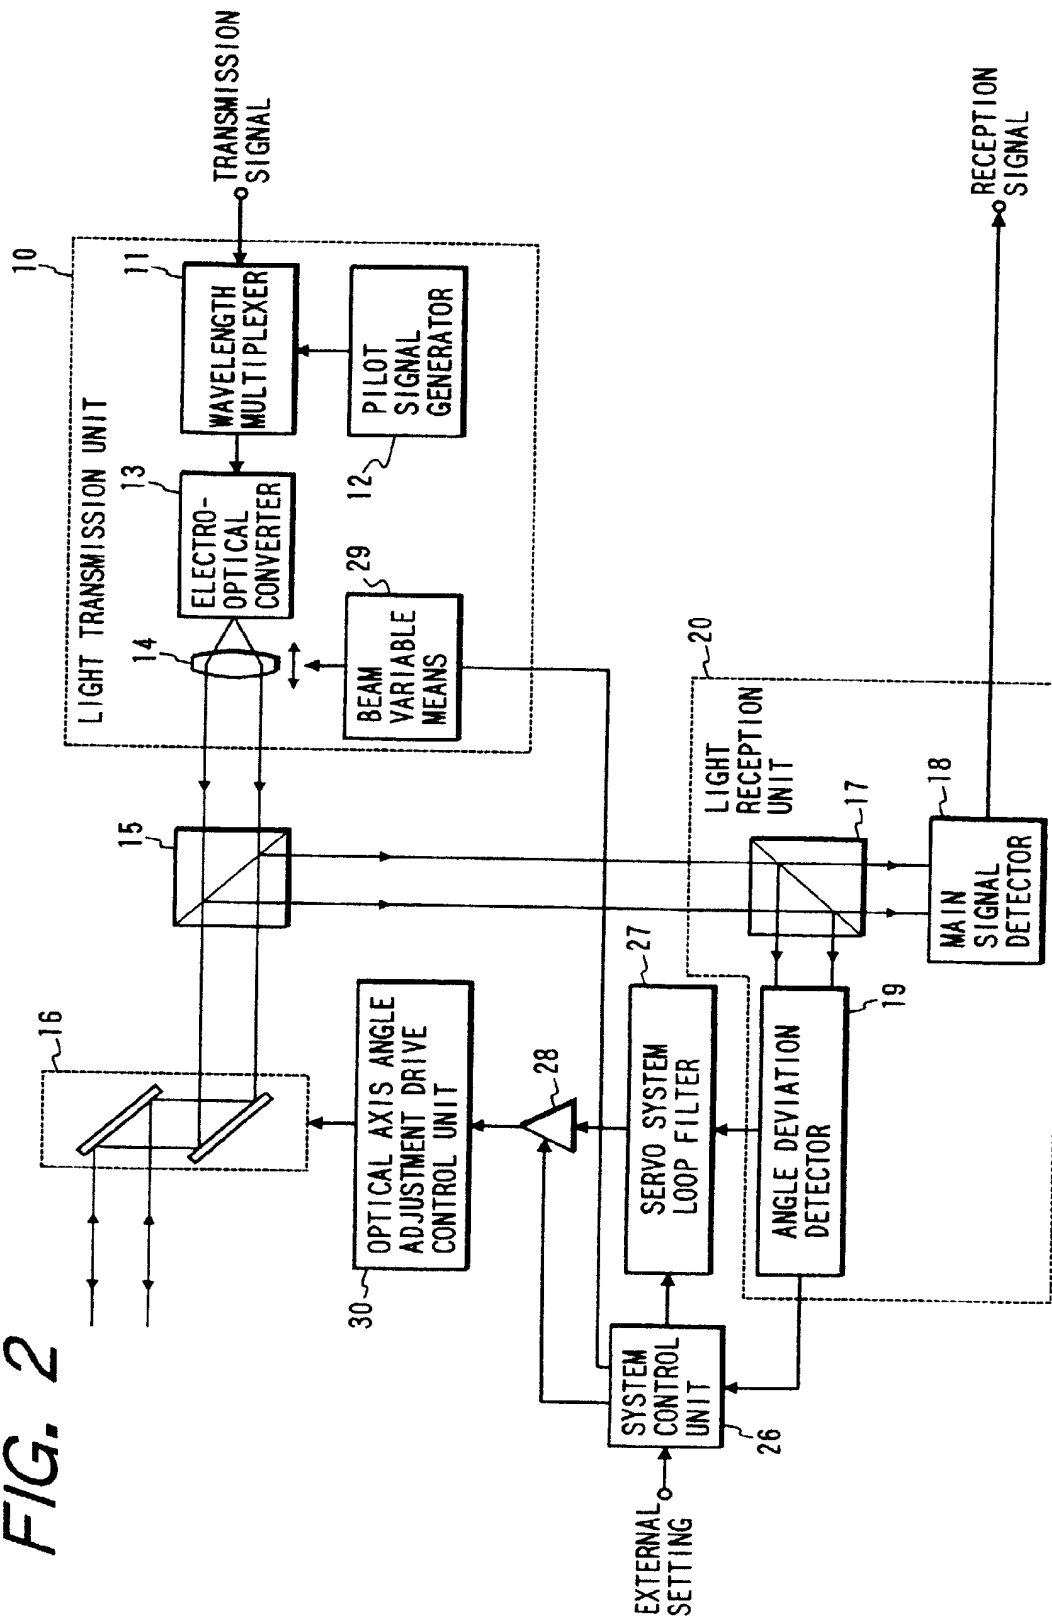 FIG. 2
10
LIGHT TRANSMISSION UNIT
TRANSMISSION
SIGNAL
11
WAVELENGTH
MULTIPLEXER
12
PILOT
SIGNAL
GENERATOR
13
ELECTRO-
OPTICAL
CONVERTER
14
29
BEAM
VARIABLE
MEANS
15
16
30
OPTICAL AXIS ANGLE
ADJUSTMENT DRIVE
CONTROL UNIT
28
27
SERVO SYSTEM
LOOP FILTER
EXTERNAL
SETTING
SYSTEM
CONTROL
UNIT
26
20
LIGHT
RECEPTION
UNIT
17
19
ANGLE DEVIATION
DETECTOR
18
MAIN
SIGNAL
DETECTOR
RECEPTION
SIGNAL